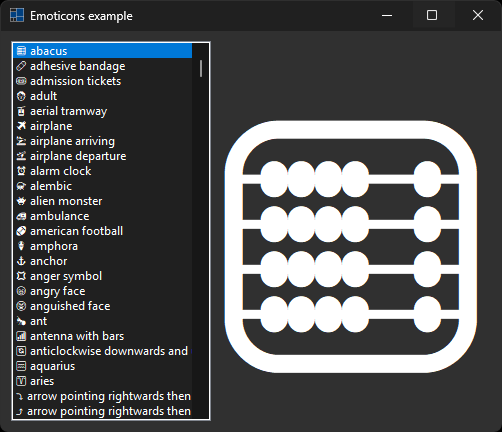 Emoticons example
abacus
adhesive bandage
admission tickets
adult
aerial tramway
airplane
airplane arriving
airplane departure
alarm clock
alembic
alien monster
ambulance
american football
amphora
anchor
anger symbol
angry face
anguished face
ant
antenna with bars
anticlockwise downwards and
aquarius
aries
arrow pointing rightwards then
arrow pointing rightwards then